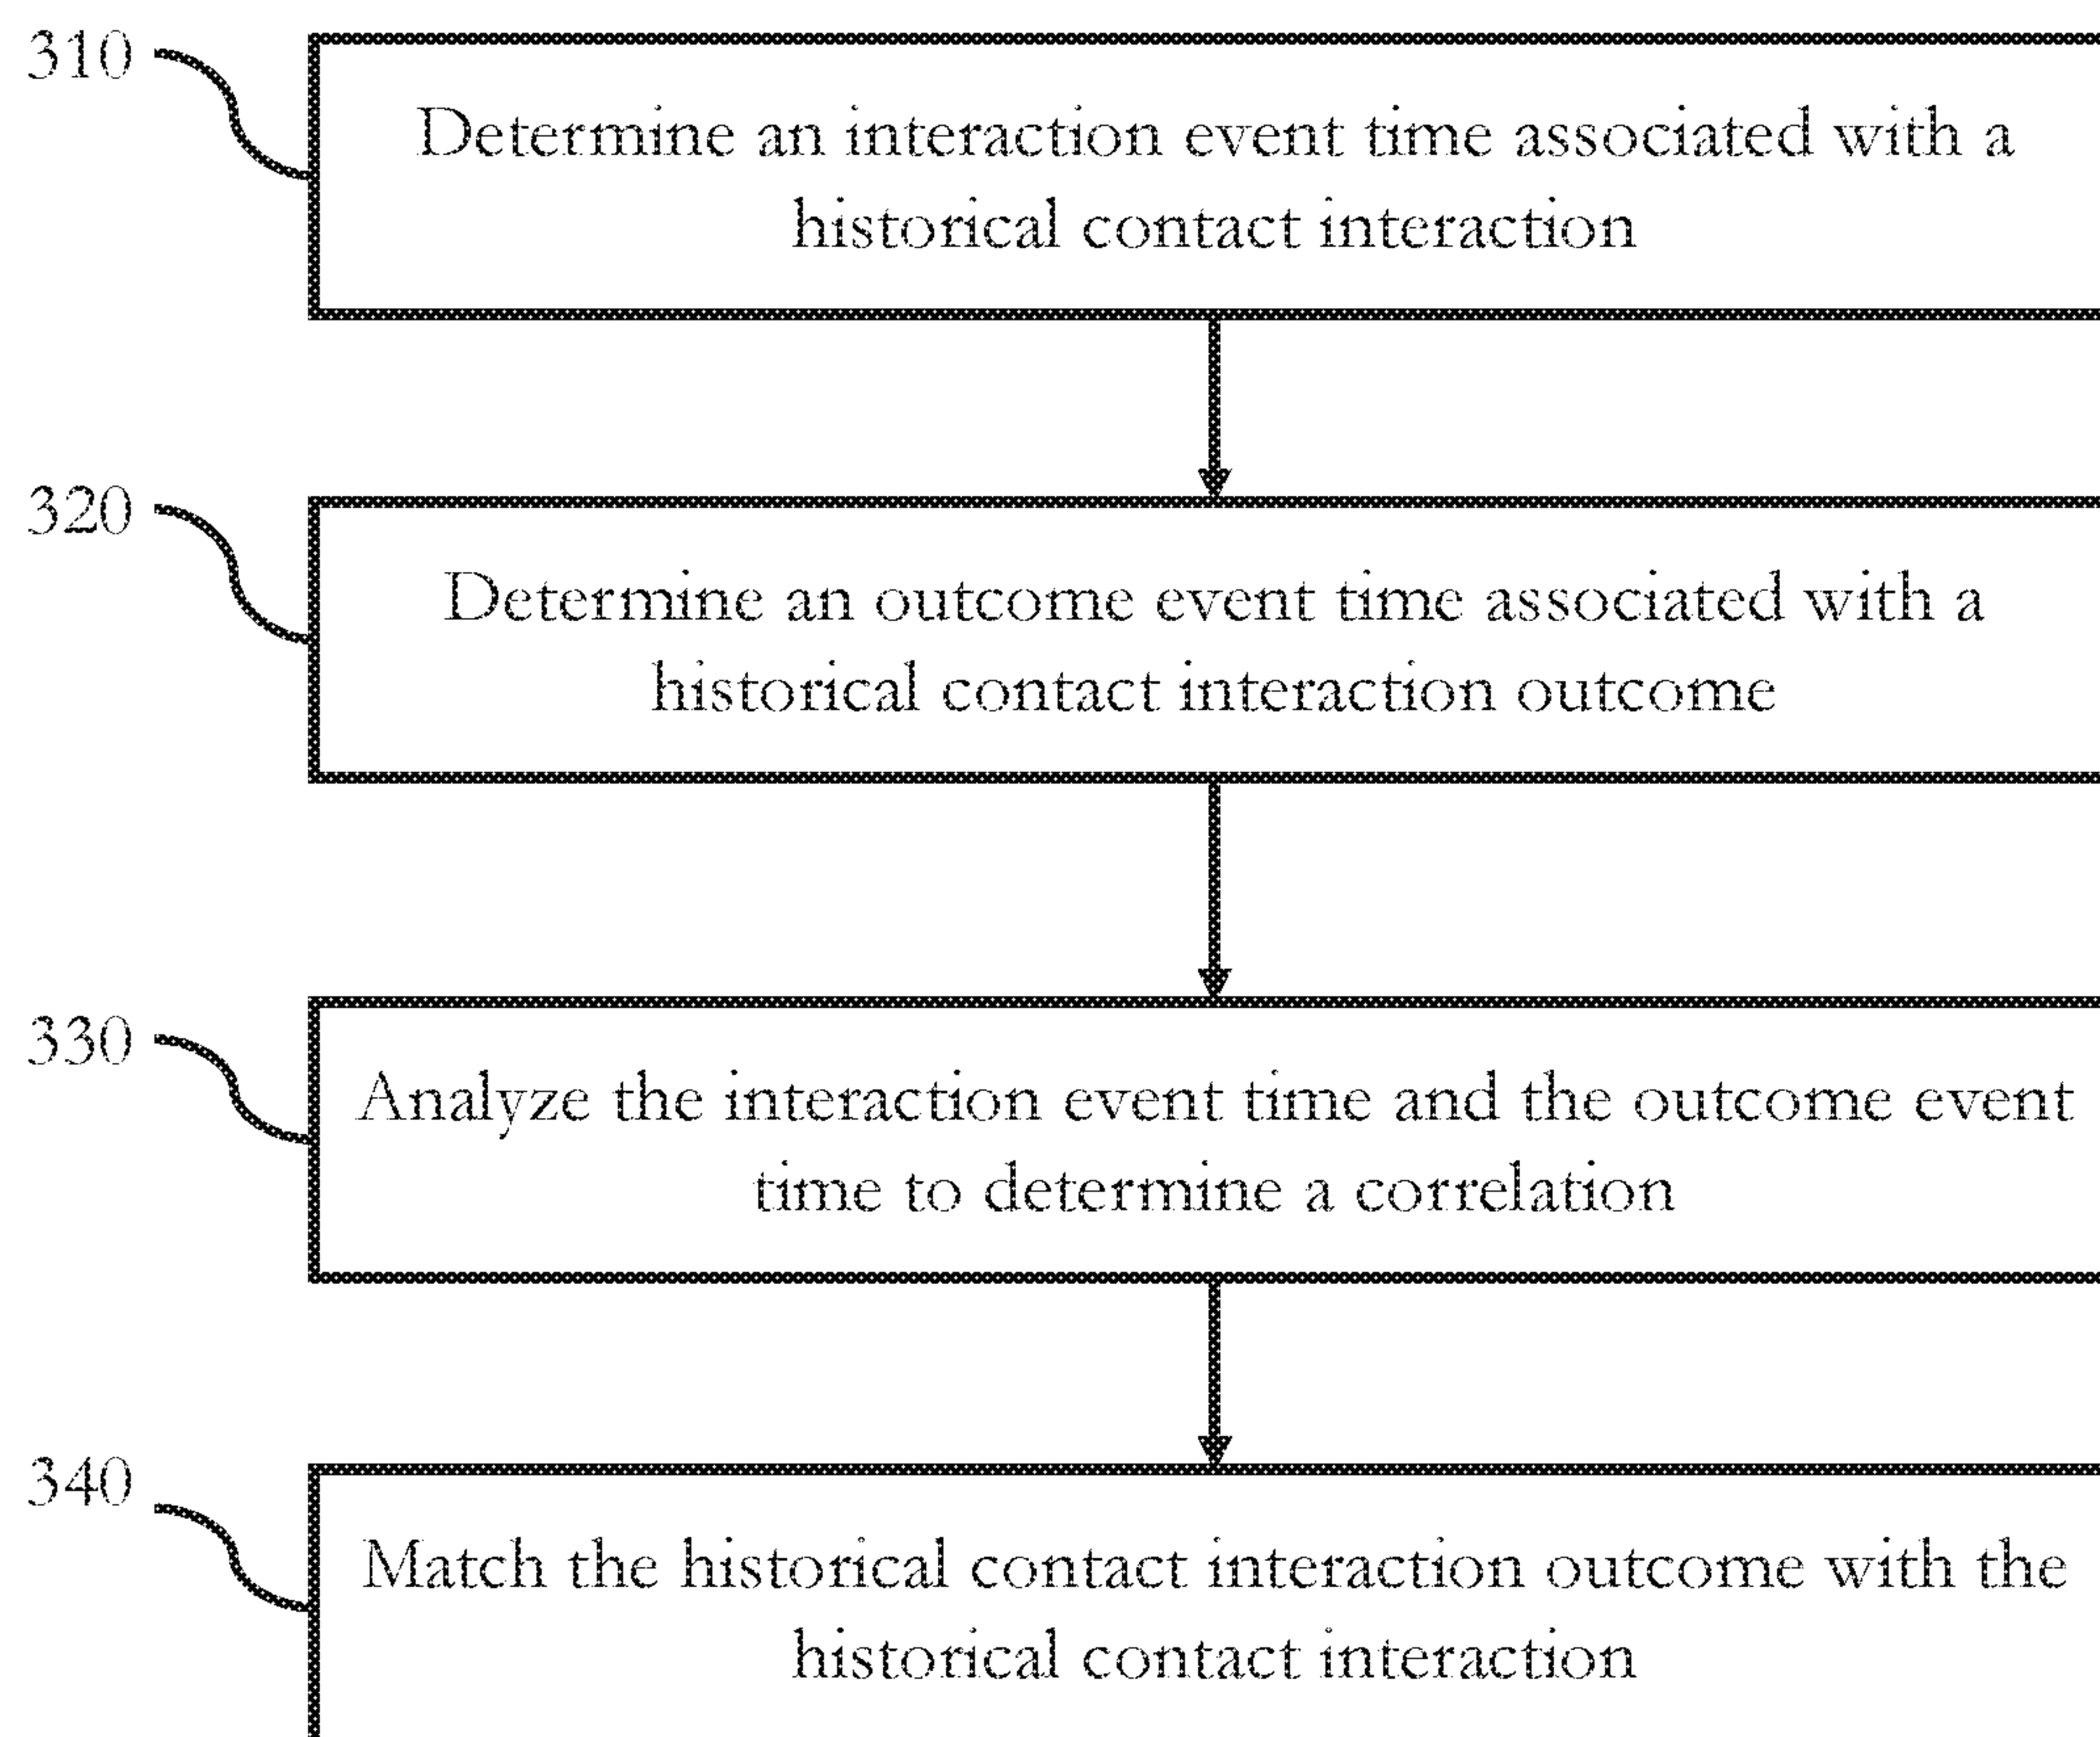 310
Determine an interaction event time associated with a
historical contact interaction
320
Determine an outcome event time associated with a
historical contact interaction outcome
330
Analyze the interaction event time and the outcome event
time to determine a correlation
340
Match the historical contact interaction outcome with the
historical contact interaction